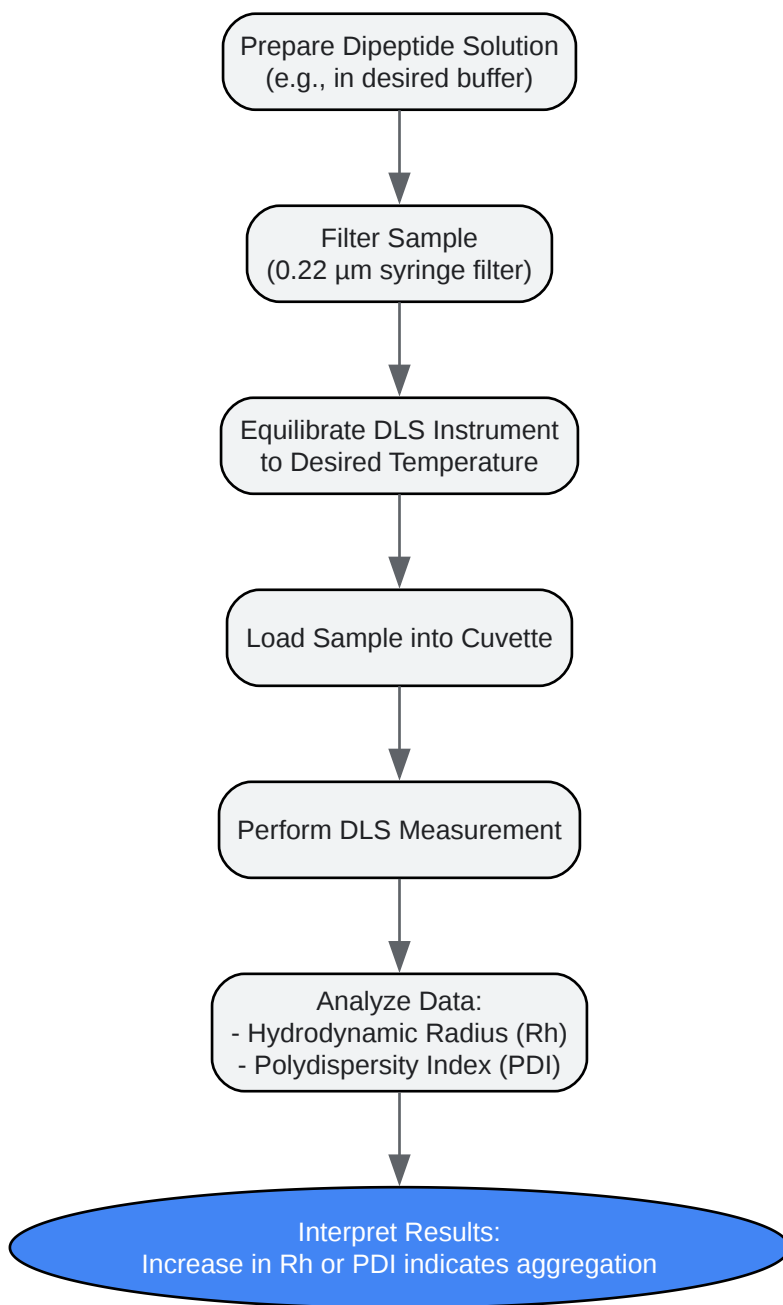 Prepare Dipeptide Solution
(e.g., in desired buffer)
Filter Sample
(0.22 µm syringe filter)
Equilibrate DLS Instrument
to Desired Temperature
Load Sample into Cuvette
Perform DLS Measurement
Analyze Data:
- Hydrodynamic Radius (Rh)
- Polydispersity Index (PDI)
Interpret Results:
Increase in Rh or PDI indicates aggregation